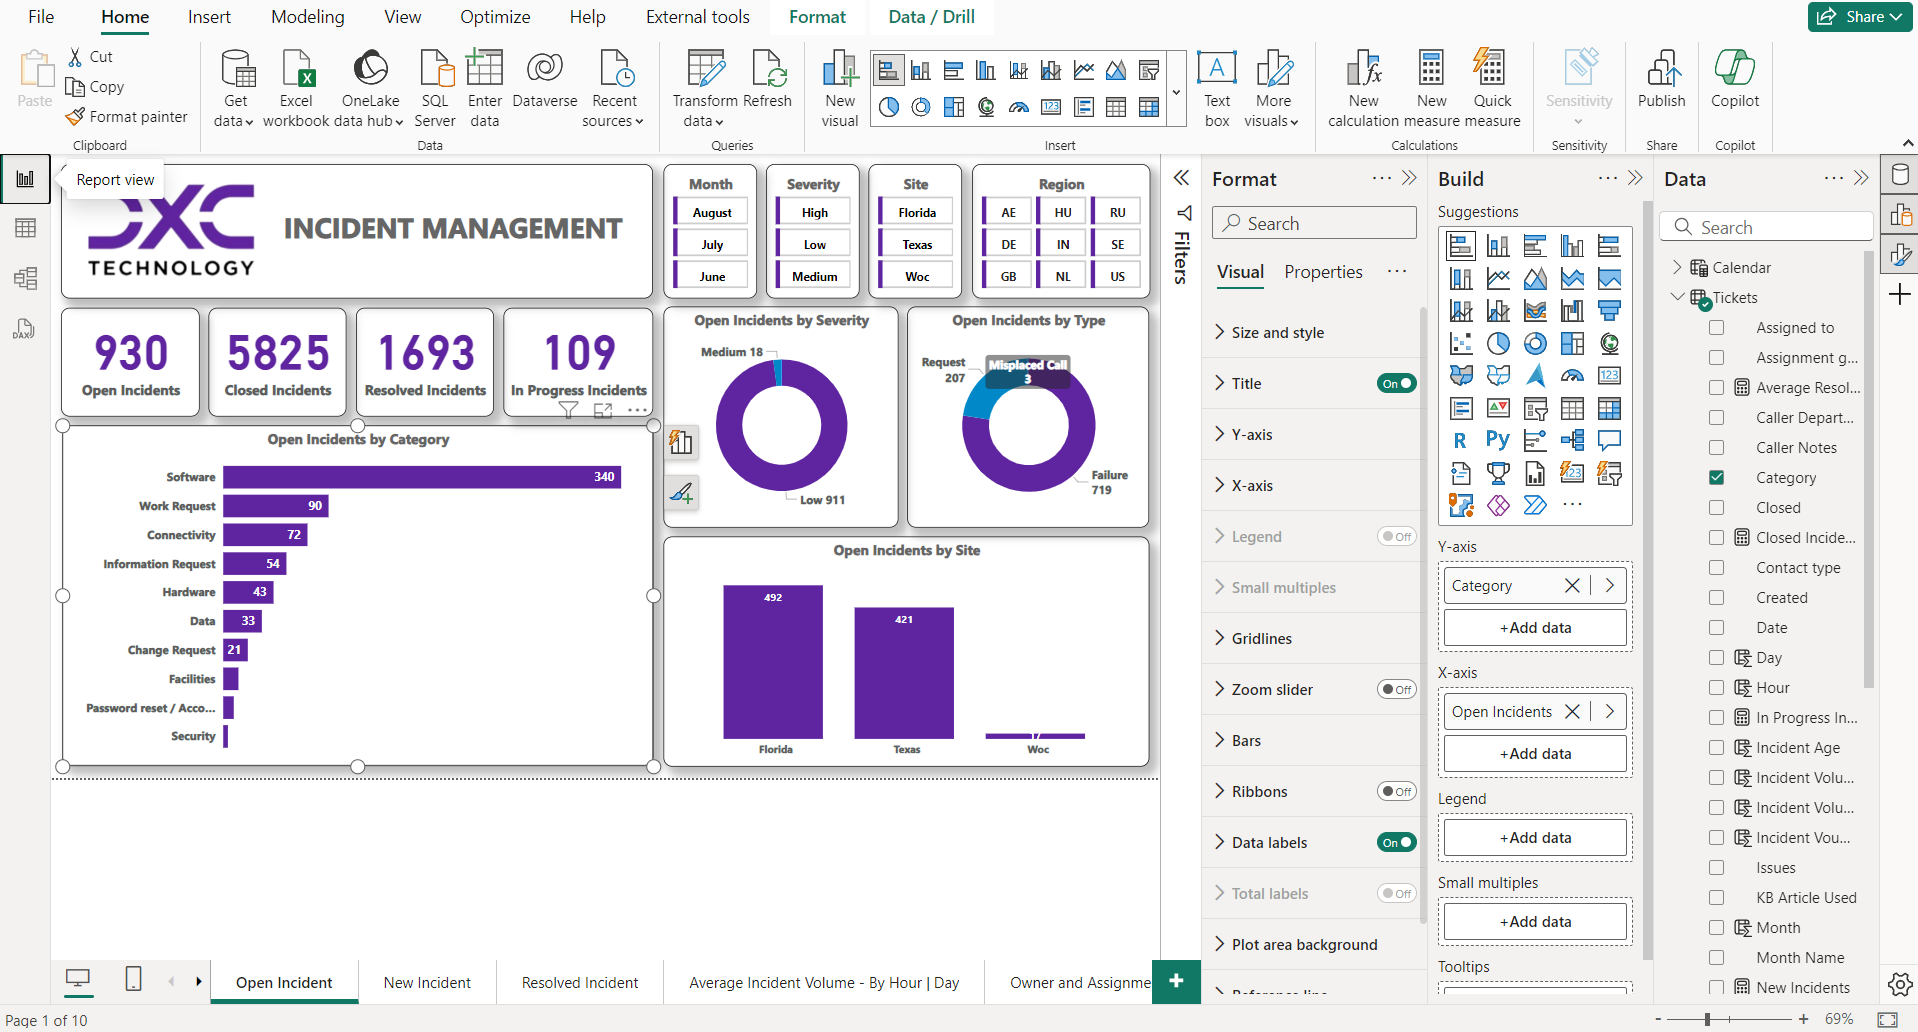 File Home Insert Modeling View Optimize Help External tools Format Data / Drill Share
Paste
Cut
Copy
Format painter
Clipboard
Get data
Excel workbook
OneLake data hub
SQL Server
Enter data
Dataverse
Recent sources
Data
Transform data
Refresh
Queries
New visual
Text box
More visuals
Insert
New calculation
New measure
Quick measure
Calculations
Sensitivity
Sensitivity
Publish
Share
Copilot
Copilot
Report view
DXC
TECHNOLOGY
INCIDENT MANAGEMENT
Month
August
July
June
Severity
High
Low
Medium
Site
Florida
Texas
Woc
Region
AE HU RU
DE IN SE
GB NL US
930
Open Incidents
5825
Closed Incidents
1693
Resolved Incidents
109
In Progress Incidents
Open Incidents by Category
Software 340
Work Request 90
Connectivity 72
Information Request 54
Hardware 43
Data 33
Change Request 21
Facilities
Password reset / Acco...
Security
Open Incidents by Severity
Medium 18
Low 911
Open Incidents by Type
Request
207
Misplaced Call
3
Failure
719
Open Incidents by Site
492
421
17
Florida Texas Woc
Filters
Format
Search
Visual Properties
Size and style
Title On
Y-axis
X-axis
Legend Off
Small multiples
Gridlines
Zoom slider Off
Bars
Ribbons Off
Data labels On
Total labels Off
Plot area background
Reference line
Build
Suggestions
123
R Py
123
Y-axis
Category
+Add data
X-axis
Open Incidents
+Add data
Legend
+Add data
Small multiples
+Add data
Tooltips
Data
Search
Calendar
Tickets
Assigned to
Assignment g...
Average Resol...
Caller Depart...
Caller Notes
Category
Closed
Closed Incide...
Contact type
Created
Date
Day
Hour
In Progress In...
Incident Age
Incident Volu...
Incident Volu...
Incident Vou...
Issues
KB Article Used
Month
Month Name
New Incidents
DAX
123
Open Incident New Incident Resolved Incident Average Incident Volume - By Hour | Day Owner and Assignme
Page 1 of 10
69%